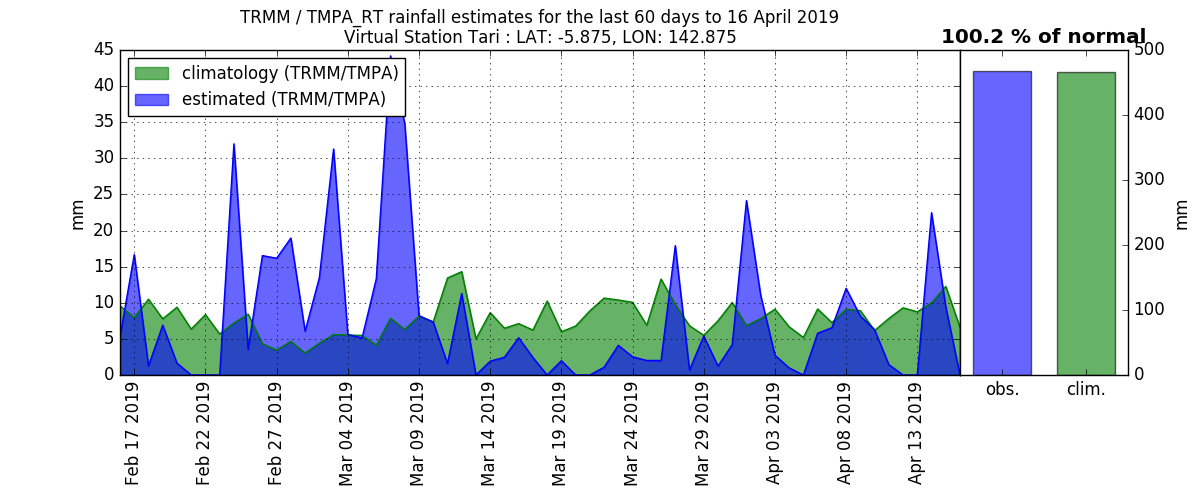 TRMM / TMPA_RT rainfall estimates for the last 60 days to 16 April 2019
Virtual Station Tari : LAT: -5.875, LON: 142.875
100.2 % of normal
climatology (TRMM/TMPA)
estimated (TRMM/TMPA)
45
40
35
30
25
20
15
10
5
0
mm
500
400
300
200
100
0
mm
obs.
clim.
Feb 17 2019
Feb 22 2019
Feb 27 2019
Mar 04 2019
Mar 09 2019
Mar 14 2019
Mar 19 2019
Mar 24 2019
Mar 29 2019
Apr 03 2019
Apr 08 2019
Apr 13 2019